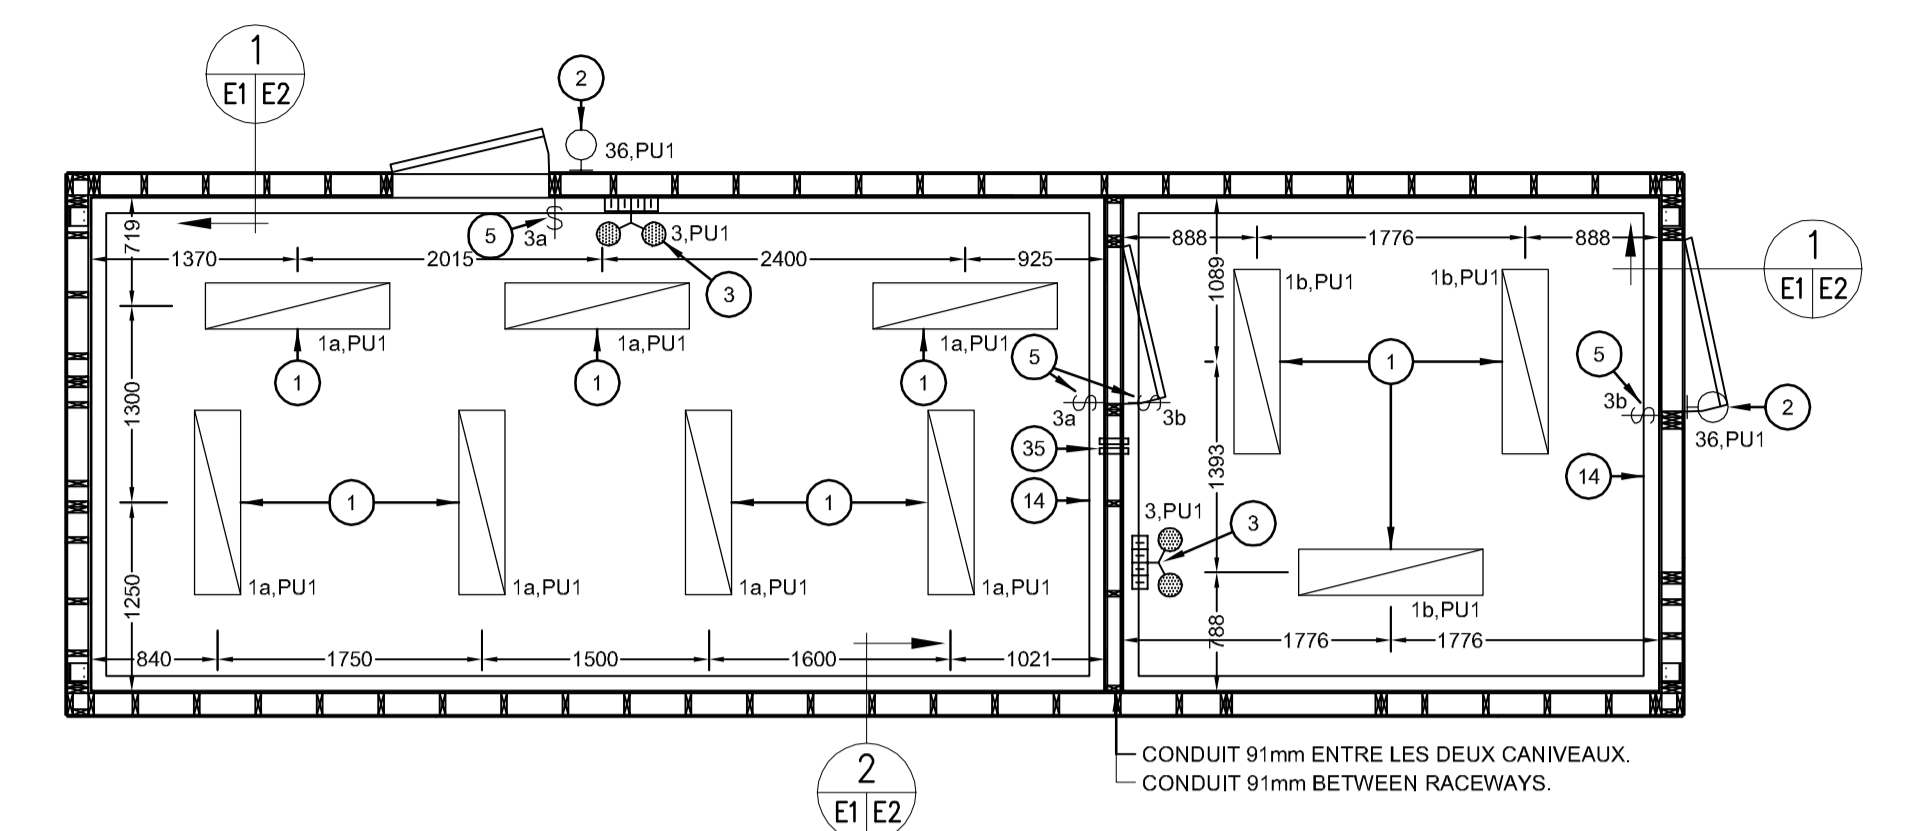 1
E1 E2
2
36,PU1
5
3a
3,PU1
3
719
1370
2015
2400
925
888
1776
888
1
E1 E2
1089
1b,PU1
1b,PU1
1a,PU1
1a,PU1
1a,PU1
1
1
1
5
1
5
1300
3a
3b
3b
2
36,PU1
35
1393
14
14
1
1
3,PU1
3
1250
1a,PU1
1a,PU1
1a,PU1
1a,PU1
1b,PU1
788
840
1750
1500
1600
1021
1776
1776
CONDUIT 91mm ENTRE LES DEUX CANIVEAUX.
CONDUIT 91mm BETWEEN RACEWAYS.
2
E1 E2